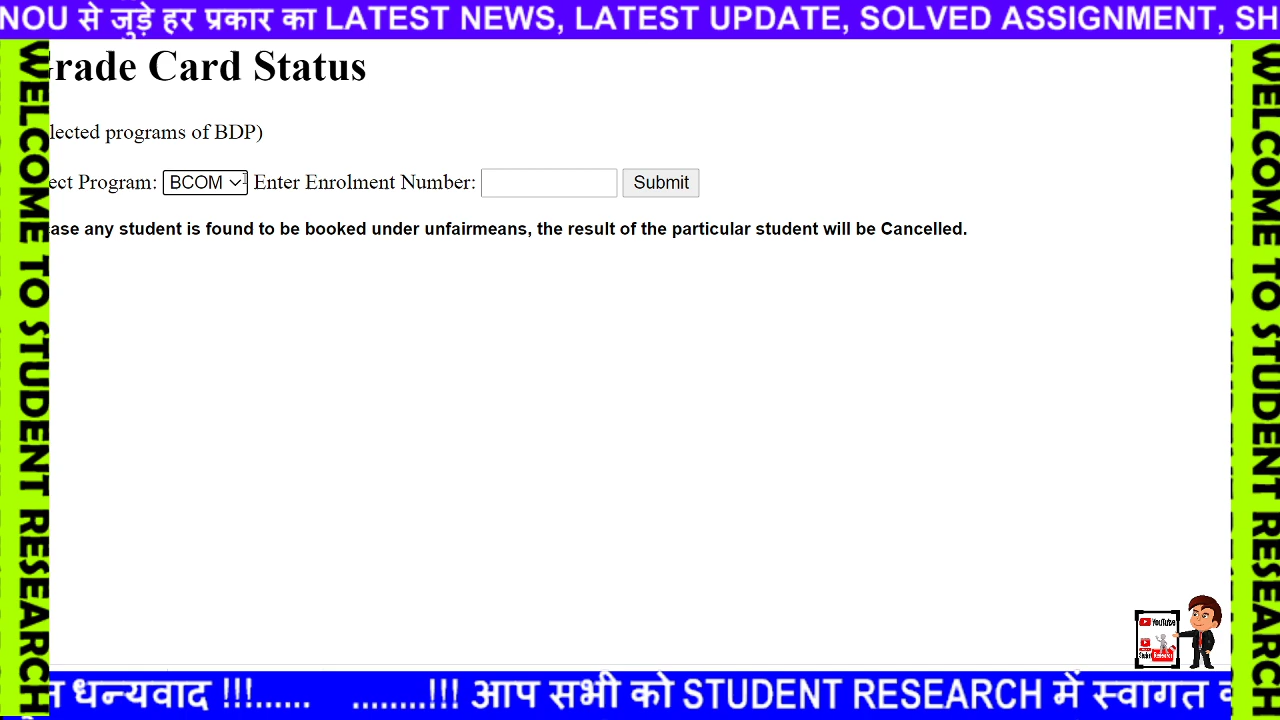 NOU से जुड़े हर प्रकार का LATEST NEWS, LATEST UPDATE, SOLVED ASSIGNMENT, SH
rade Card Status
lected programs of BDP)
ect Program: BCOM Enter Enrolment Number: Submit
ase any student is found to be booked under unfairmeans, the result of the particular student will be Cancelled.
WELCOME TO STUDENT RESEARCH
WELCOME TO STUDENT RESEARCH
YouTube
धन्यवाद !!!...... ........!!! आप सभी को STUDENT RESEARCH में स्वागत